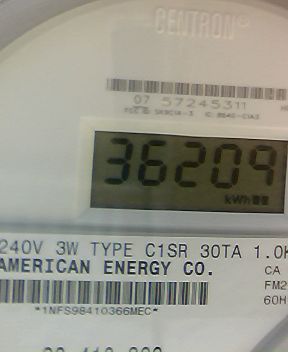 CENTRON®
07 57245311
36209
kWh
240V 3W TYPE C1SR 30TA 1.0K
AMERICAN ENERGY CO.
CA
FM2
60H
*1NFS98410366MEC*